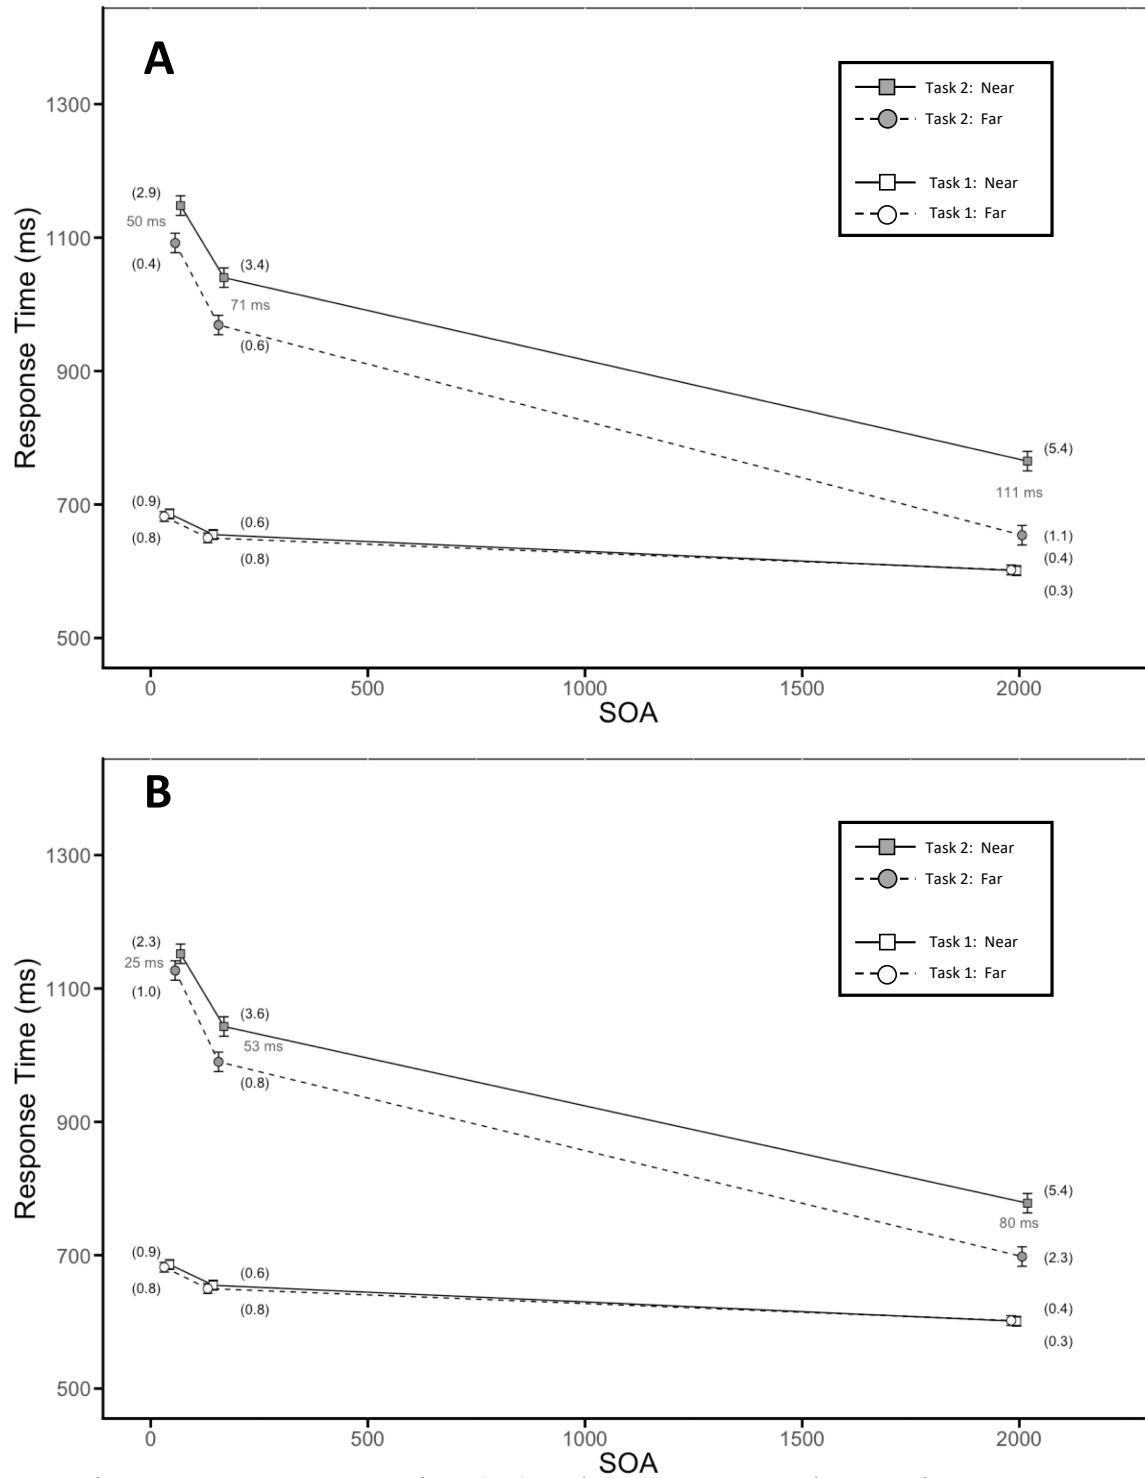 A
Task 2: Near
Task 2: Far
Task 1: Near
Task 1: Far
Response Time (ms)
1300
1100
900
700
500
(2.9)
50 ms
(0.4)
(3.4)
71 ms
(0.6)
(5.4)
111 ms
(1.1)
(0.9)
(0.8)
(0.6)
(0.8)
(0.4)
(0.3)
0 500 1000 1500 2000
SOA
B
Task 2: Near
Task 2: Far
Task 1: Near
Task 1: Far
Response Time (ms)
1300
1100
900
700
500
(2.3)
25 ms
(1.0)
(3.6)
53 ms
(0.8)
(5.4)
80 ms
(2.3)
(0.9)
(0.8)
(0.6)
(0.8)
(0.4)
(0.3)
0 500 1000 1500 2000
SOA